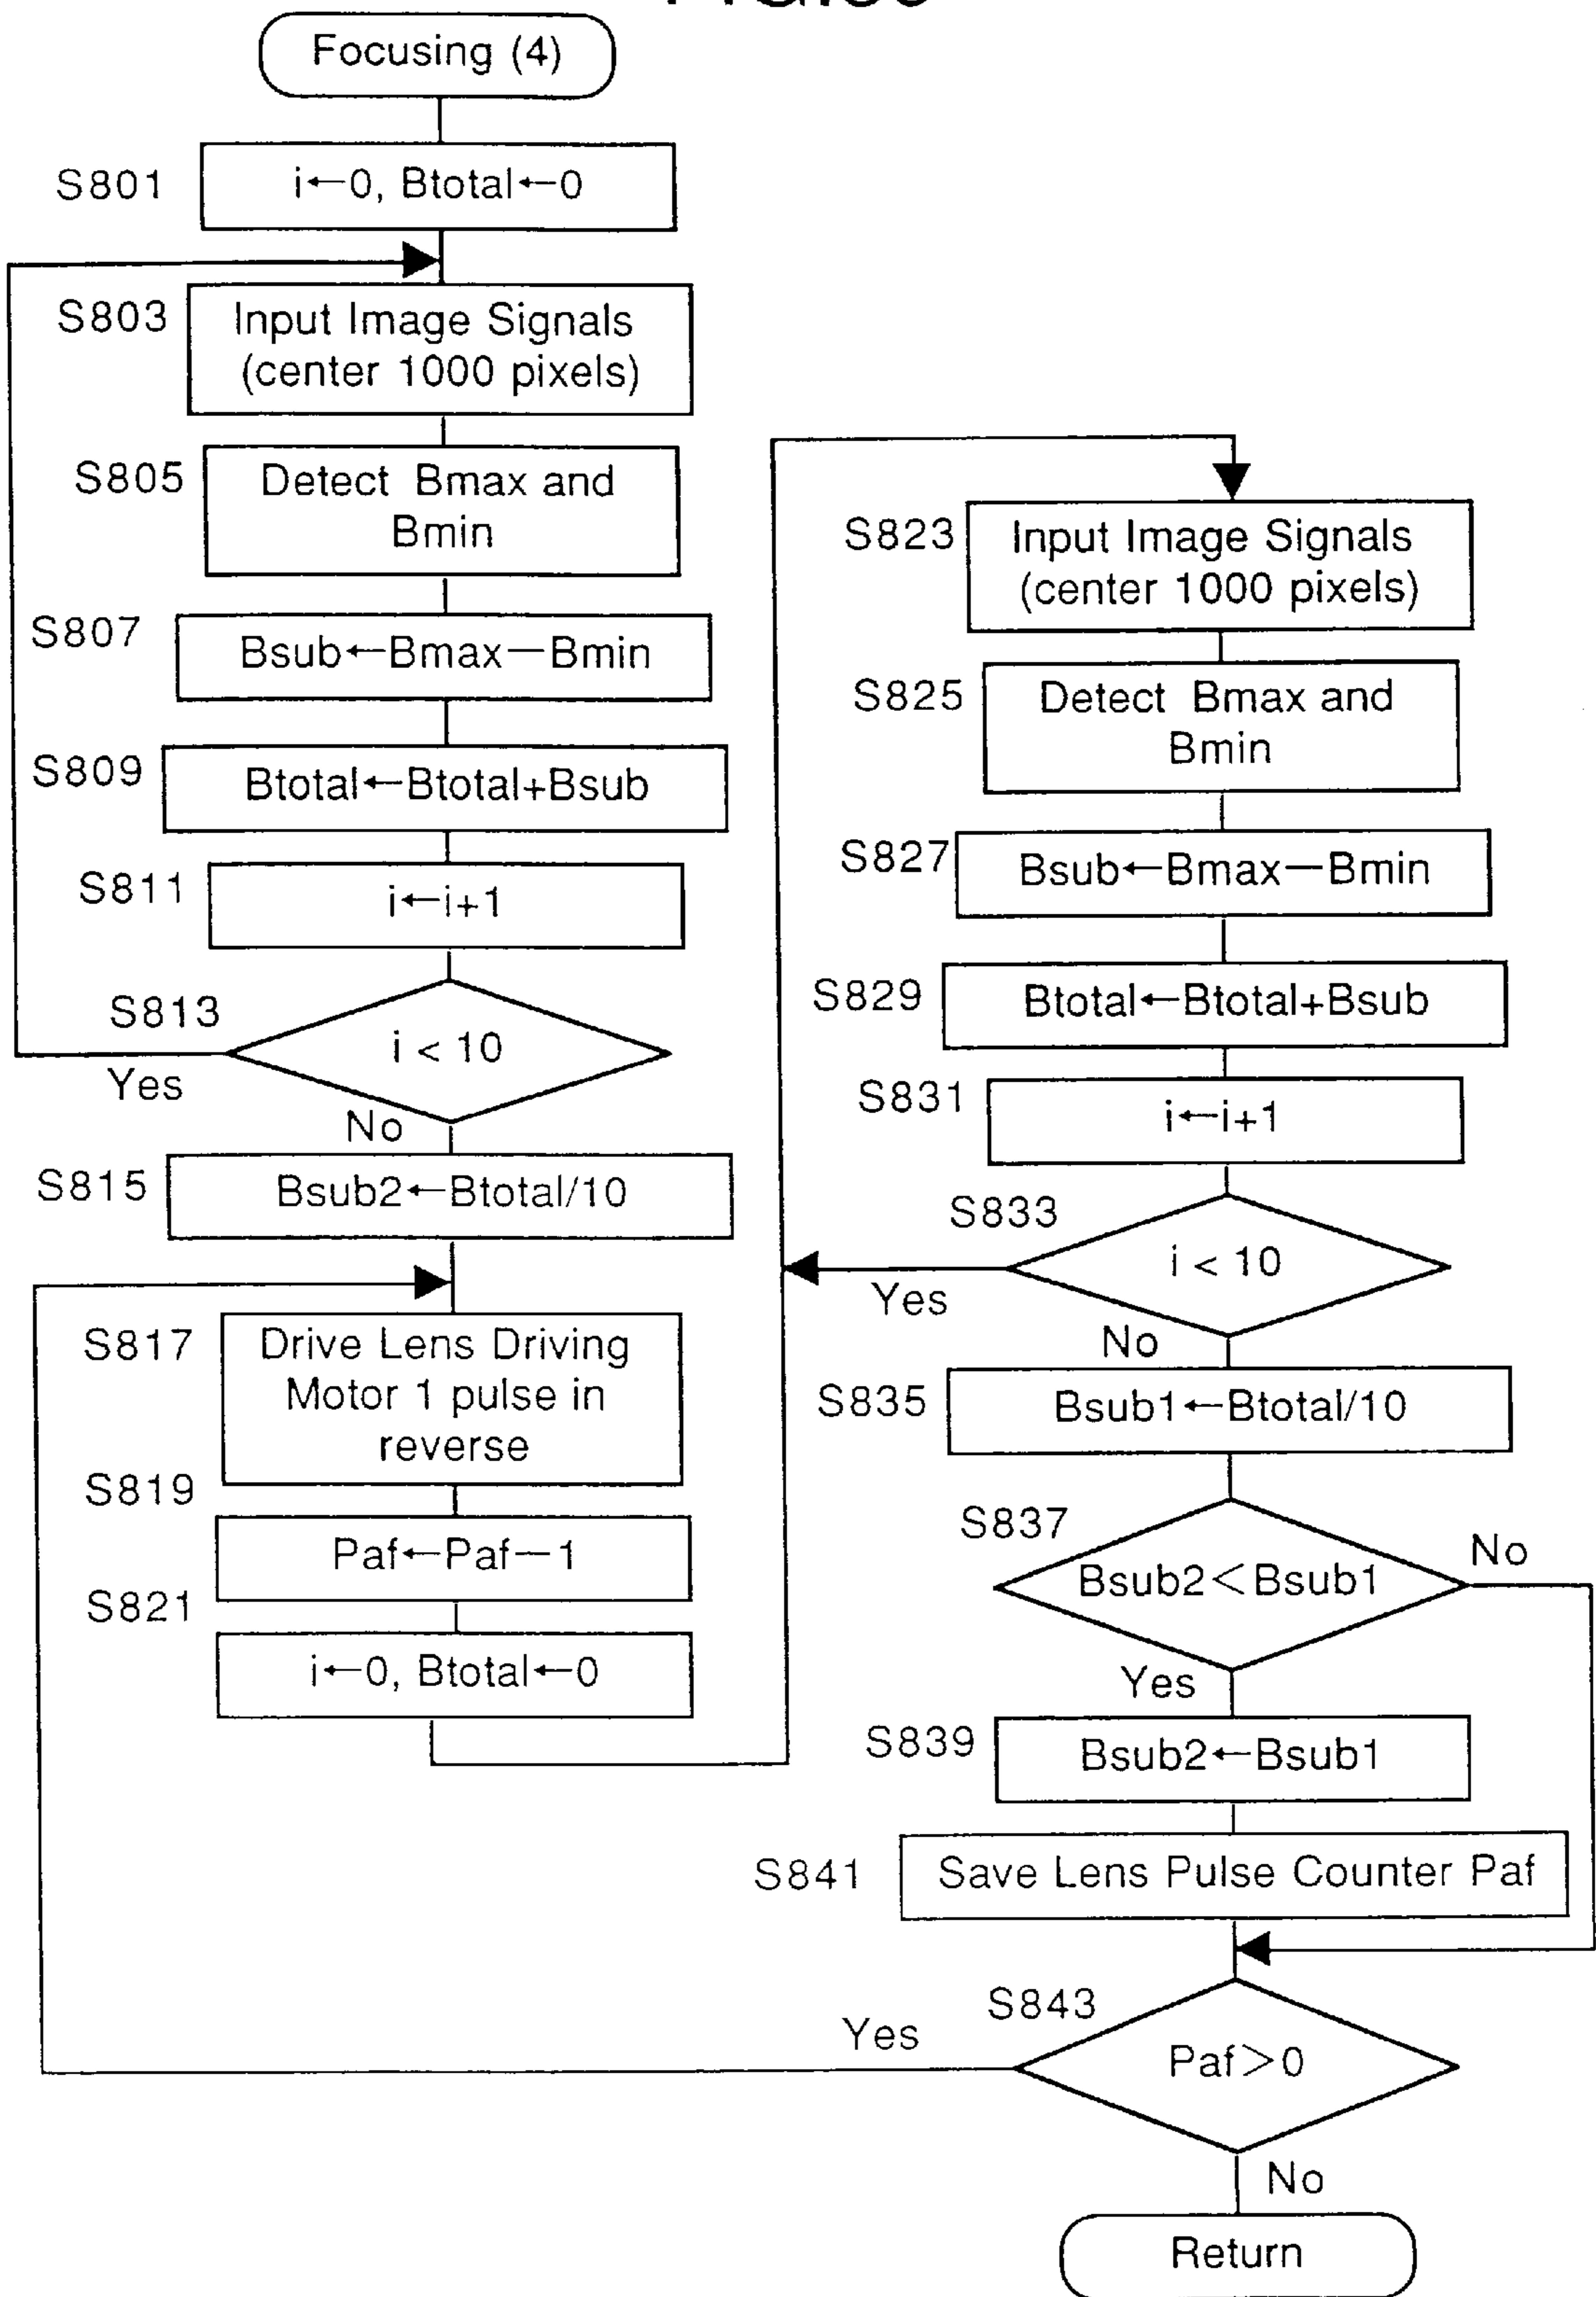 Focusing (4)
S801
i←0, Btotal←0
S803
Input Image Signals
(center 1000 pixels)
S805
Detect Bmax and
Bmin
S807
Bsub←Bmax—Bmin
S809
Btotal←Btotal+Bsub
S811
i←i+1
S813
i < 10
Yes
No
S815
Bsub2←Btotal/10
S817
Drive Lens Driving
Motor 1 pulse in
reverse
S819
Paf←Paf—1
S821
i←0, Btotal←0
S823
Input Image Signals
(center 1000 pixels)
S825
Detect Bmax and
Bmin
S827
Bsub←Bmax—Bmin
S829
Btotal←Btotal+Bsub
S831
i←i+1
S833
i < 10
Yes
No
S835
Bsub1←Btotal/10
S837
Bsub2<Bsub1
No
Yes
S839
Bsub2←Bsub1
S841
Save Lens Pulse Counter Paf
S843
Yes
Paf>0
No
Return